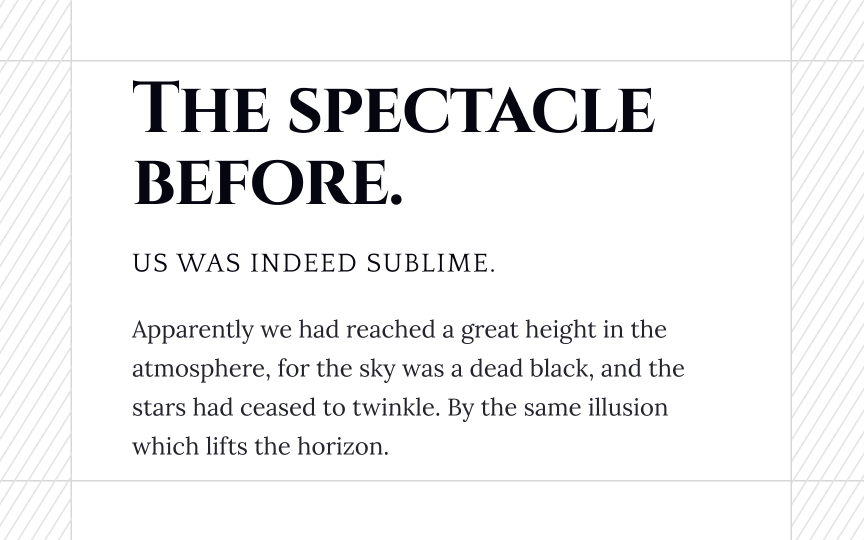 The spectacle
before.
US WAS INDEED SUBLIME.
Apparently we had reached a great height in the
atmosphere, for the sky was a dead black, and the
stars had ceased to twinkle. By the same illusion
which lifts the horizon.